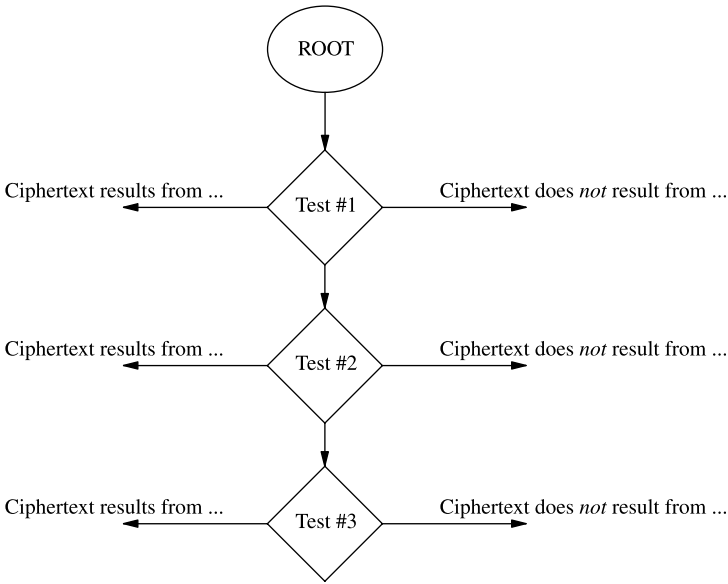 ROOT
Ciphertext results from ...
Test #1
Ciphertext does not result from ...
Ciphertext results from ...
Test #2
Ciphertext does not result from ...
Ciphertext results from ...
Test #3
Ciphertext does not result from ...